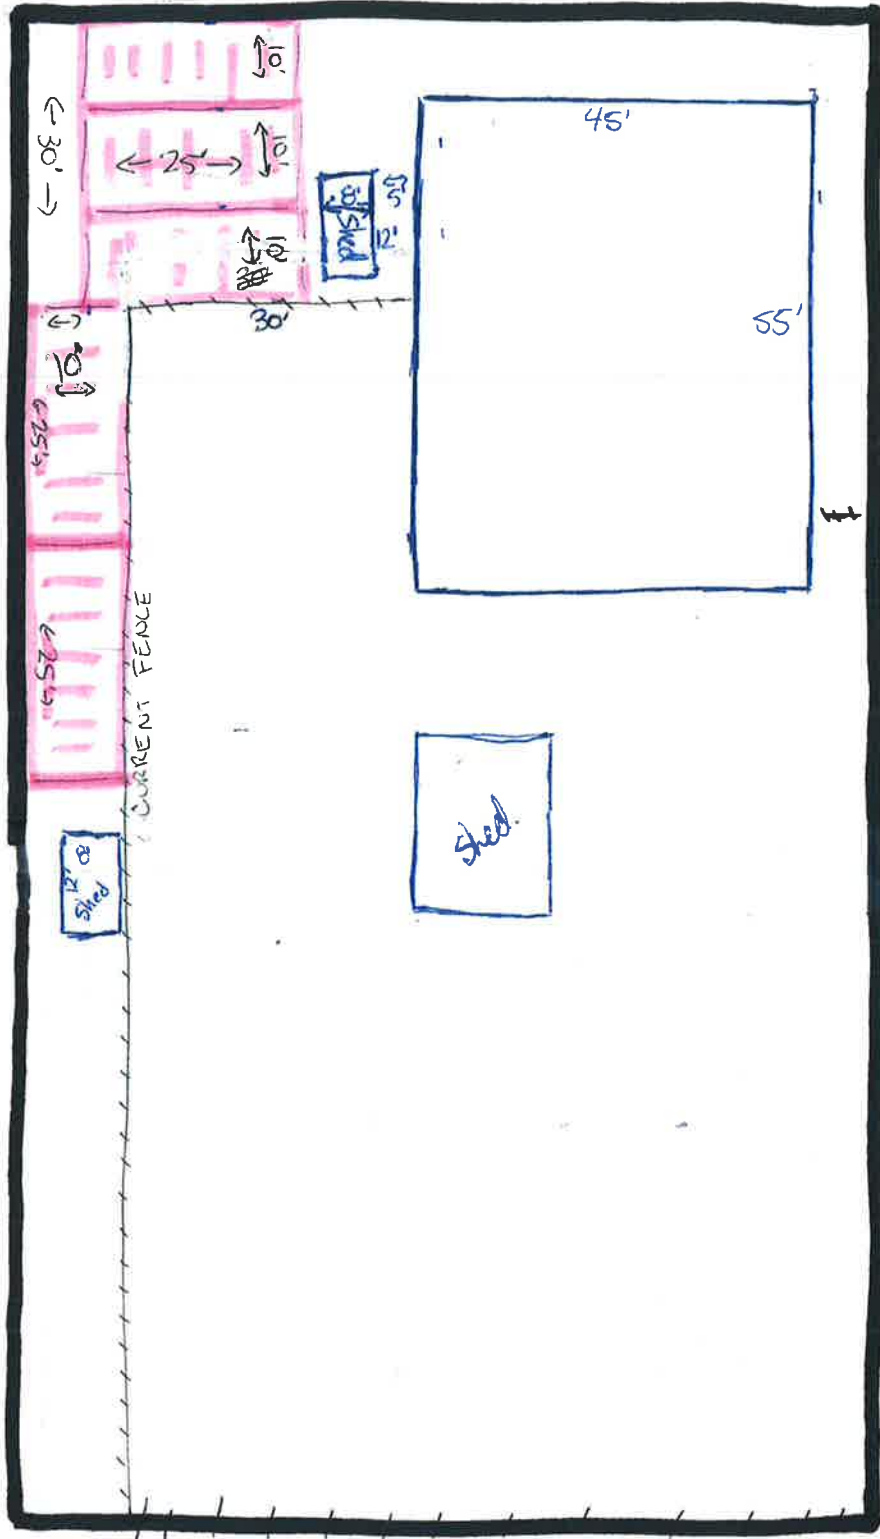 10'
← 30' →
← 25' →
10'
10'
30'
8'
Shed
5'
12'
45'
55'
10'
← 25' →
← 25' →
CURRENT FENCE
12' 8'
Shed
Shed